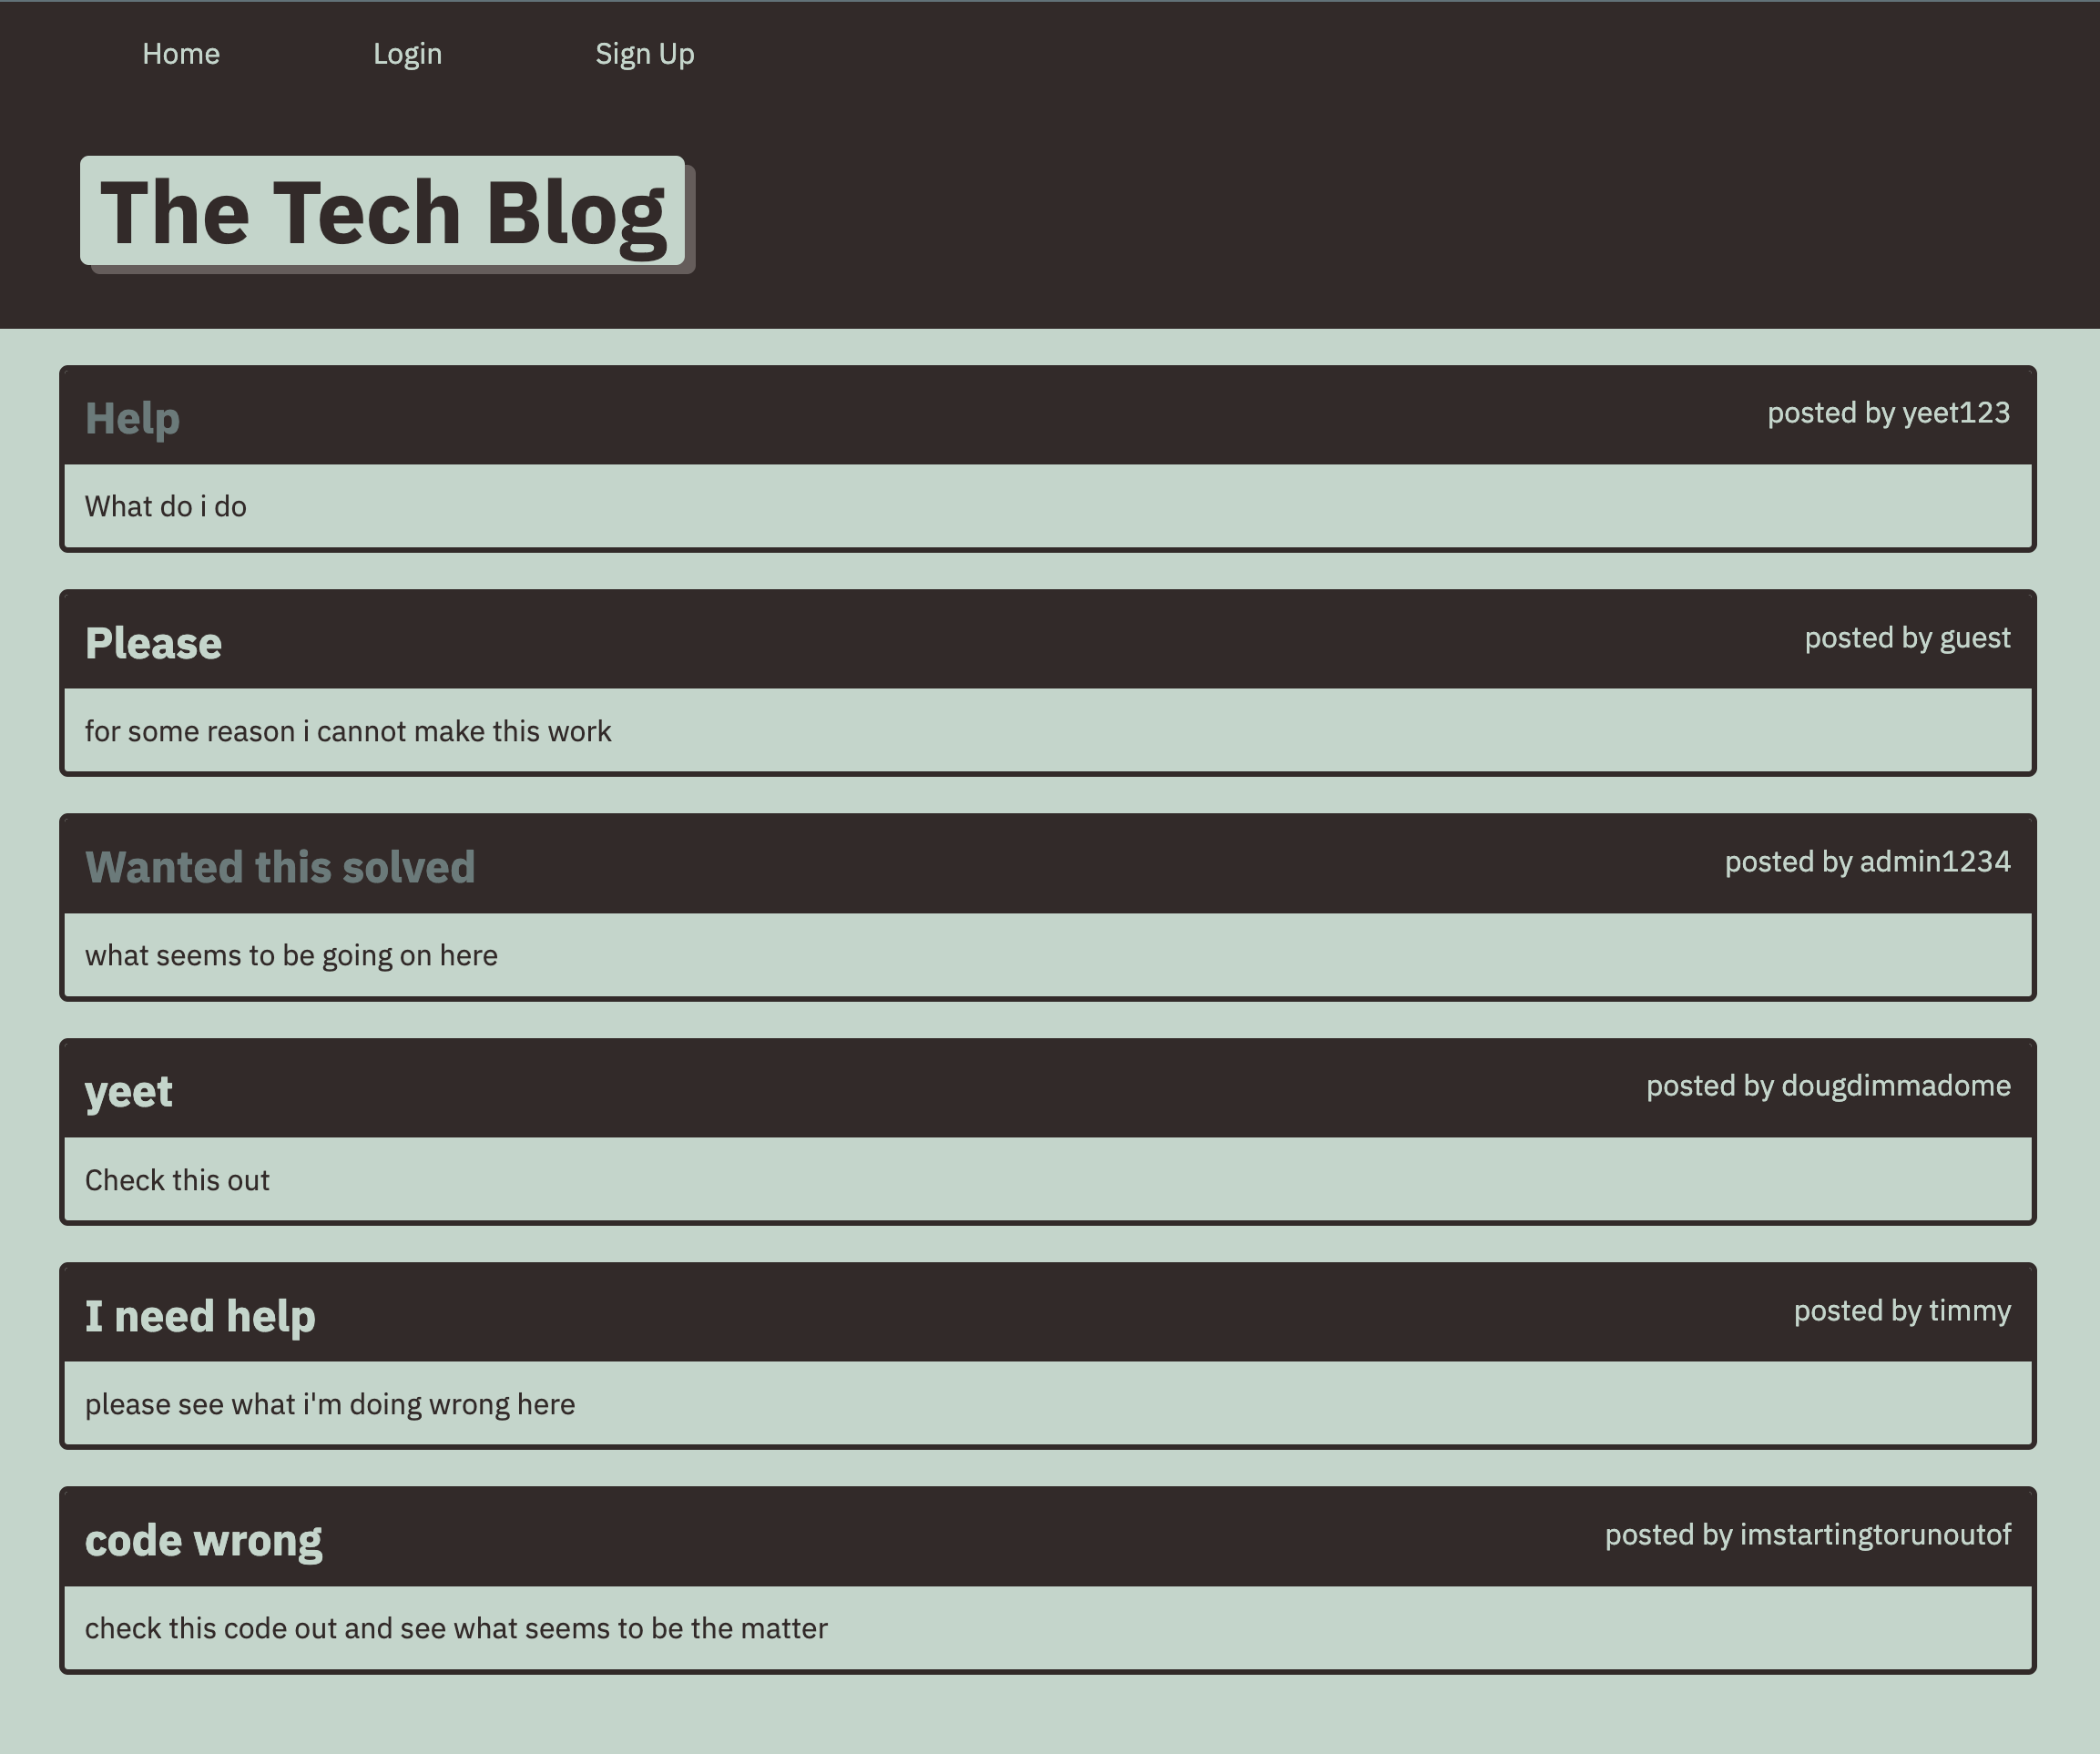 Home Login Sign Up
The Tech Blog
Help posted by yeet123
What do i do
Please posted by guest
for some reason i cannot make this work
Wanted this solved posted by admin1234
what seems to be going on here
yeet posted by dougdimmadome
Check this out
I need help posted by timmy
please see what i'm doing wrong here
code wrong posted by imstartingtorunoutof
check this code out and see what seems to be the matter